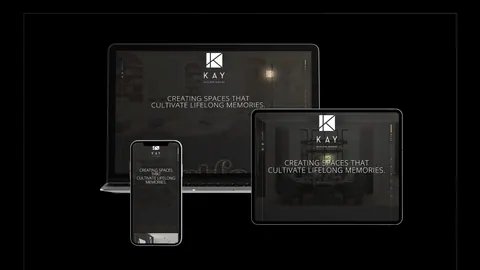 KAY
CREATING SPACES THAT
CULTIVATE LIFELONG MEMORIES.
KAY
CREATING SPACES THAT
CULTIVATE LIFELONG MEMORIES.
KAY
CREATING SPACES
THAT
CULTIVATE LIFELONG
MEMORIES.